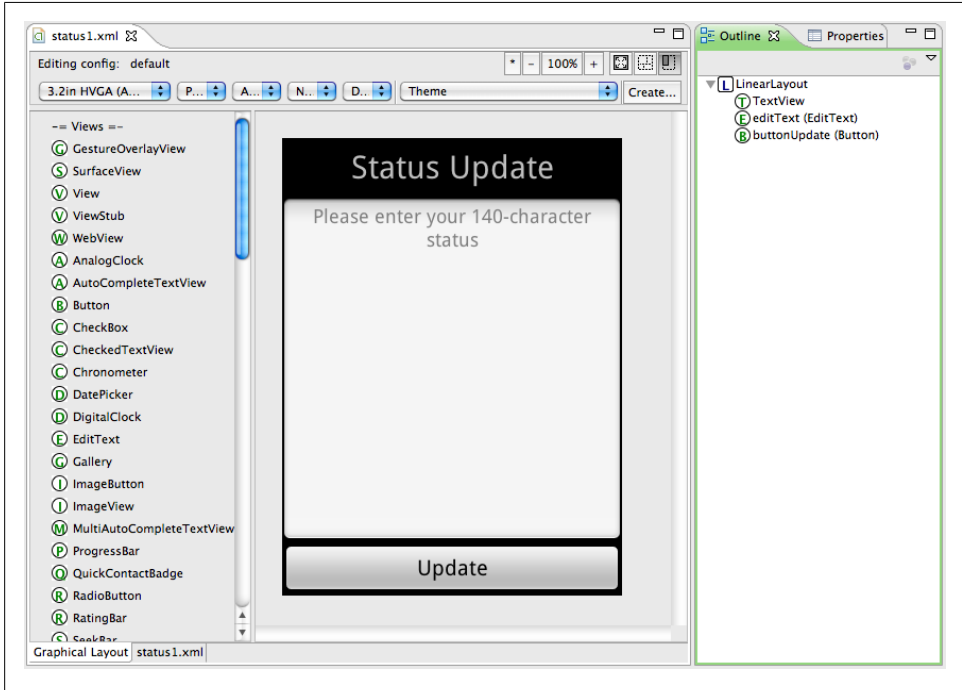 status1.xml
Editing config: default
* - 100% +
3.2in HVGA (A... P... A... N.. D.. Theme Create...
-= Views =-
GestureOverlayView
SurfaceView
View
ViewStub
WebView
AnalogClock
AutoCompleteTextView
Button
CheckBox
CheckedTextView
Chronometer
DatePicker
DigitalClock
EditText
Gallery
ImageButton
ImageView
MultiAutoCompleteTextView
ProgressBar
QuickContactBadge
RadioButton
RatingBar
SeekBar
Graphical Layout status1.xml
Status Update
Please enter your 140-character
status
Update
Outline Properties
LinearLayout
TextView
editText (EditText)
buttonUpdate (Button)